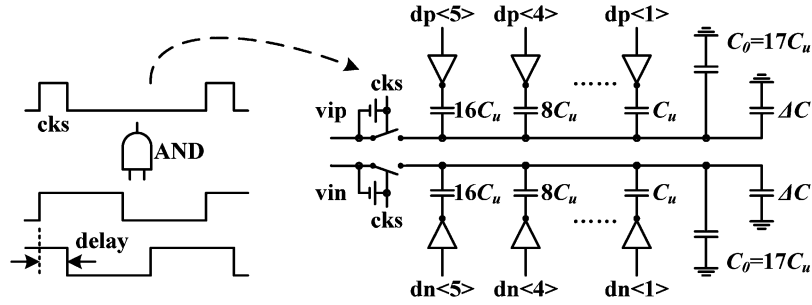 dp<5> dp<4> dp<1>
C₀=17Cᵤ
cks
vip 16Cᵤ 8Cᵤ ...... Cᵤ ΔC
cks
AND
vin 16Cᵤ 8Cᵤ ...... Cᵤ ΔC
cks
delay
C₀=17Cᵤ
dn<5> dn<4> dn<1>